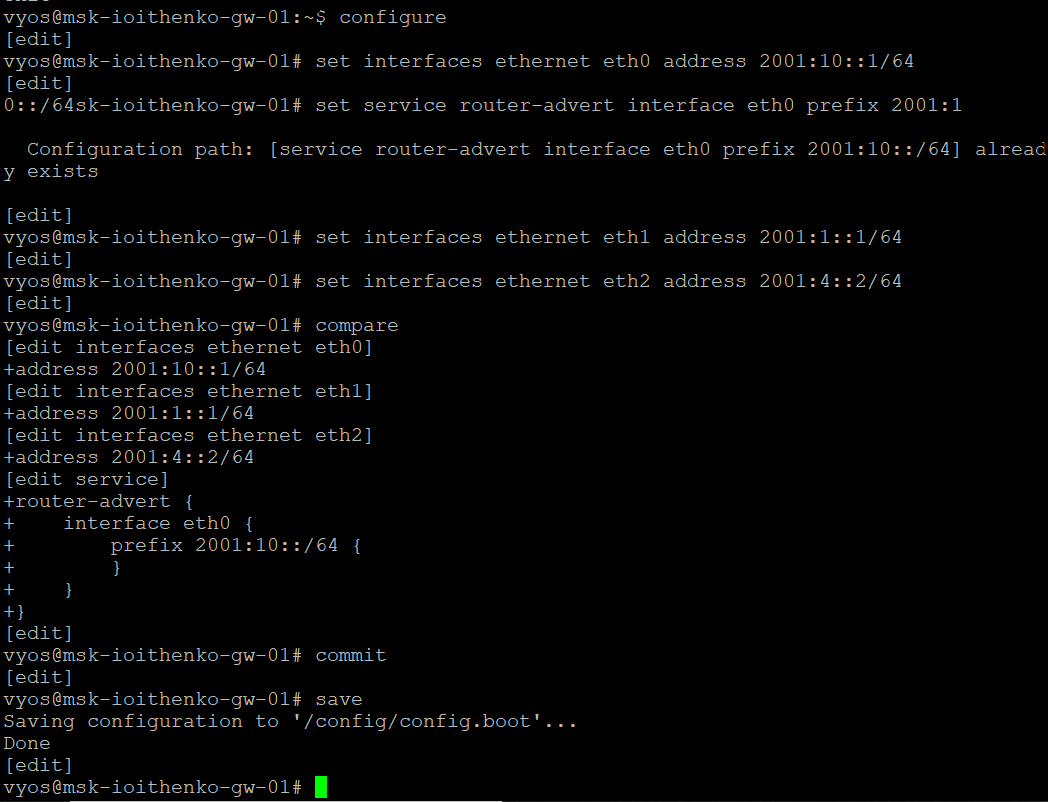 vyos@msk-ioithenko-gw-01:~$ configure
[edit]
vyos@msk-ioithenko-gw-01# set interfaces ethernet eth0 address 2001:10::1/64
[edit]
0::/64sk-ioithenko-gw-01# set service router-advert interface eth0 prefix 2001:1
  Configuration path: [service router-advert interface eth0 prefix 2001:10::/64] alread
y exists
[edit]
vyos@msk-ioithenko-gw-01# set interfaces ethernet eth1 address 2001:1::1/64
[edit]
vyos@msk-ioithenko-gw-01# set interfaces ethernet eth2 address 2001:4::2/64
[edit]
vyos@msk-ioithenko-gw-01# compare
[edit interfaces ethernet eth0]
+address 2001:10::1/64
[edit interfaces ethernet eth1]
+address 2001:1::1/64
[edit interfaces ethernet eth2]
+address 2001:4::2/64
[edit service]
+router-advert {
+    interface eth0 {
+        prefix 2001:10::/64 {
+        }
+    }
+}
[edit]
vyos@msk-ioithenko-gw-01# commit
[edit]
vyos@msk-ioithenko-gw-01# save
Saving configuration to '/config/config.boot'...
Done
[edit]
vyos@msk-ioithenko-gw-01#